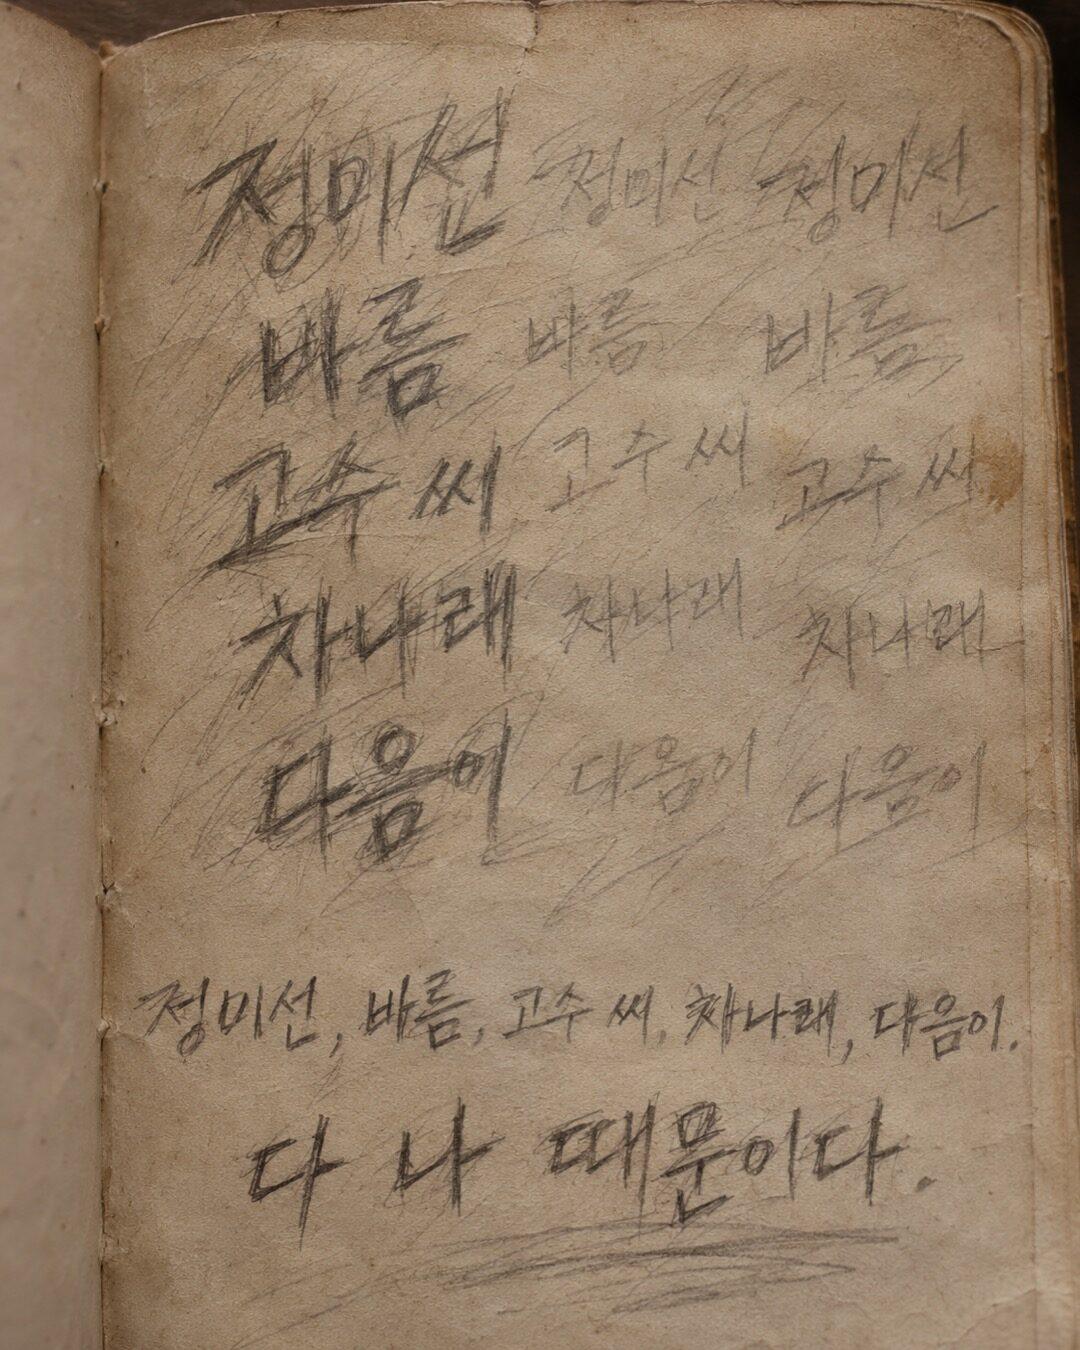 정미선 정미선 정미선
바름 바름 바름
고수 씨 고수 씨 고수 씨
차나래 차나래 차나래
다음이 다음이 다음이
정미선, 바름, 고수 씨, 차나래, 다음이.
다 나 때문이다.